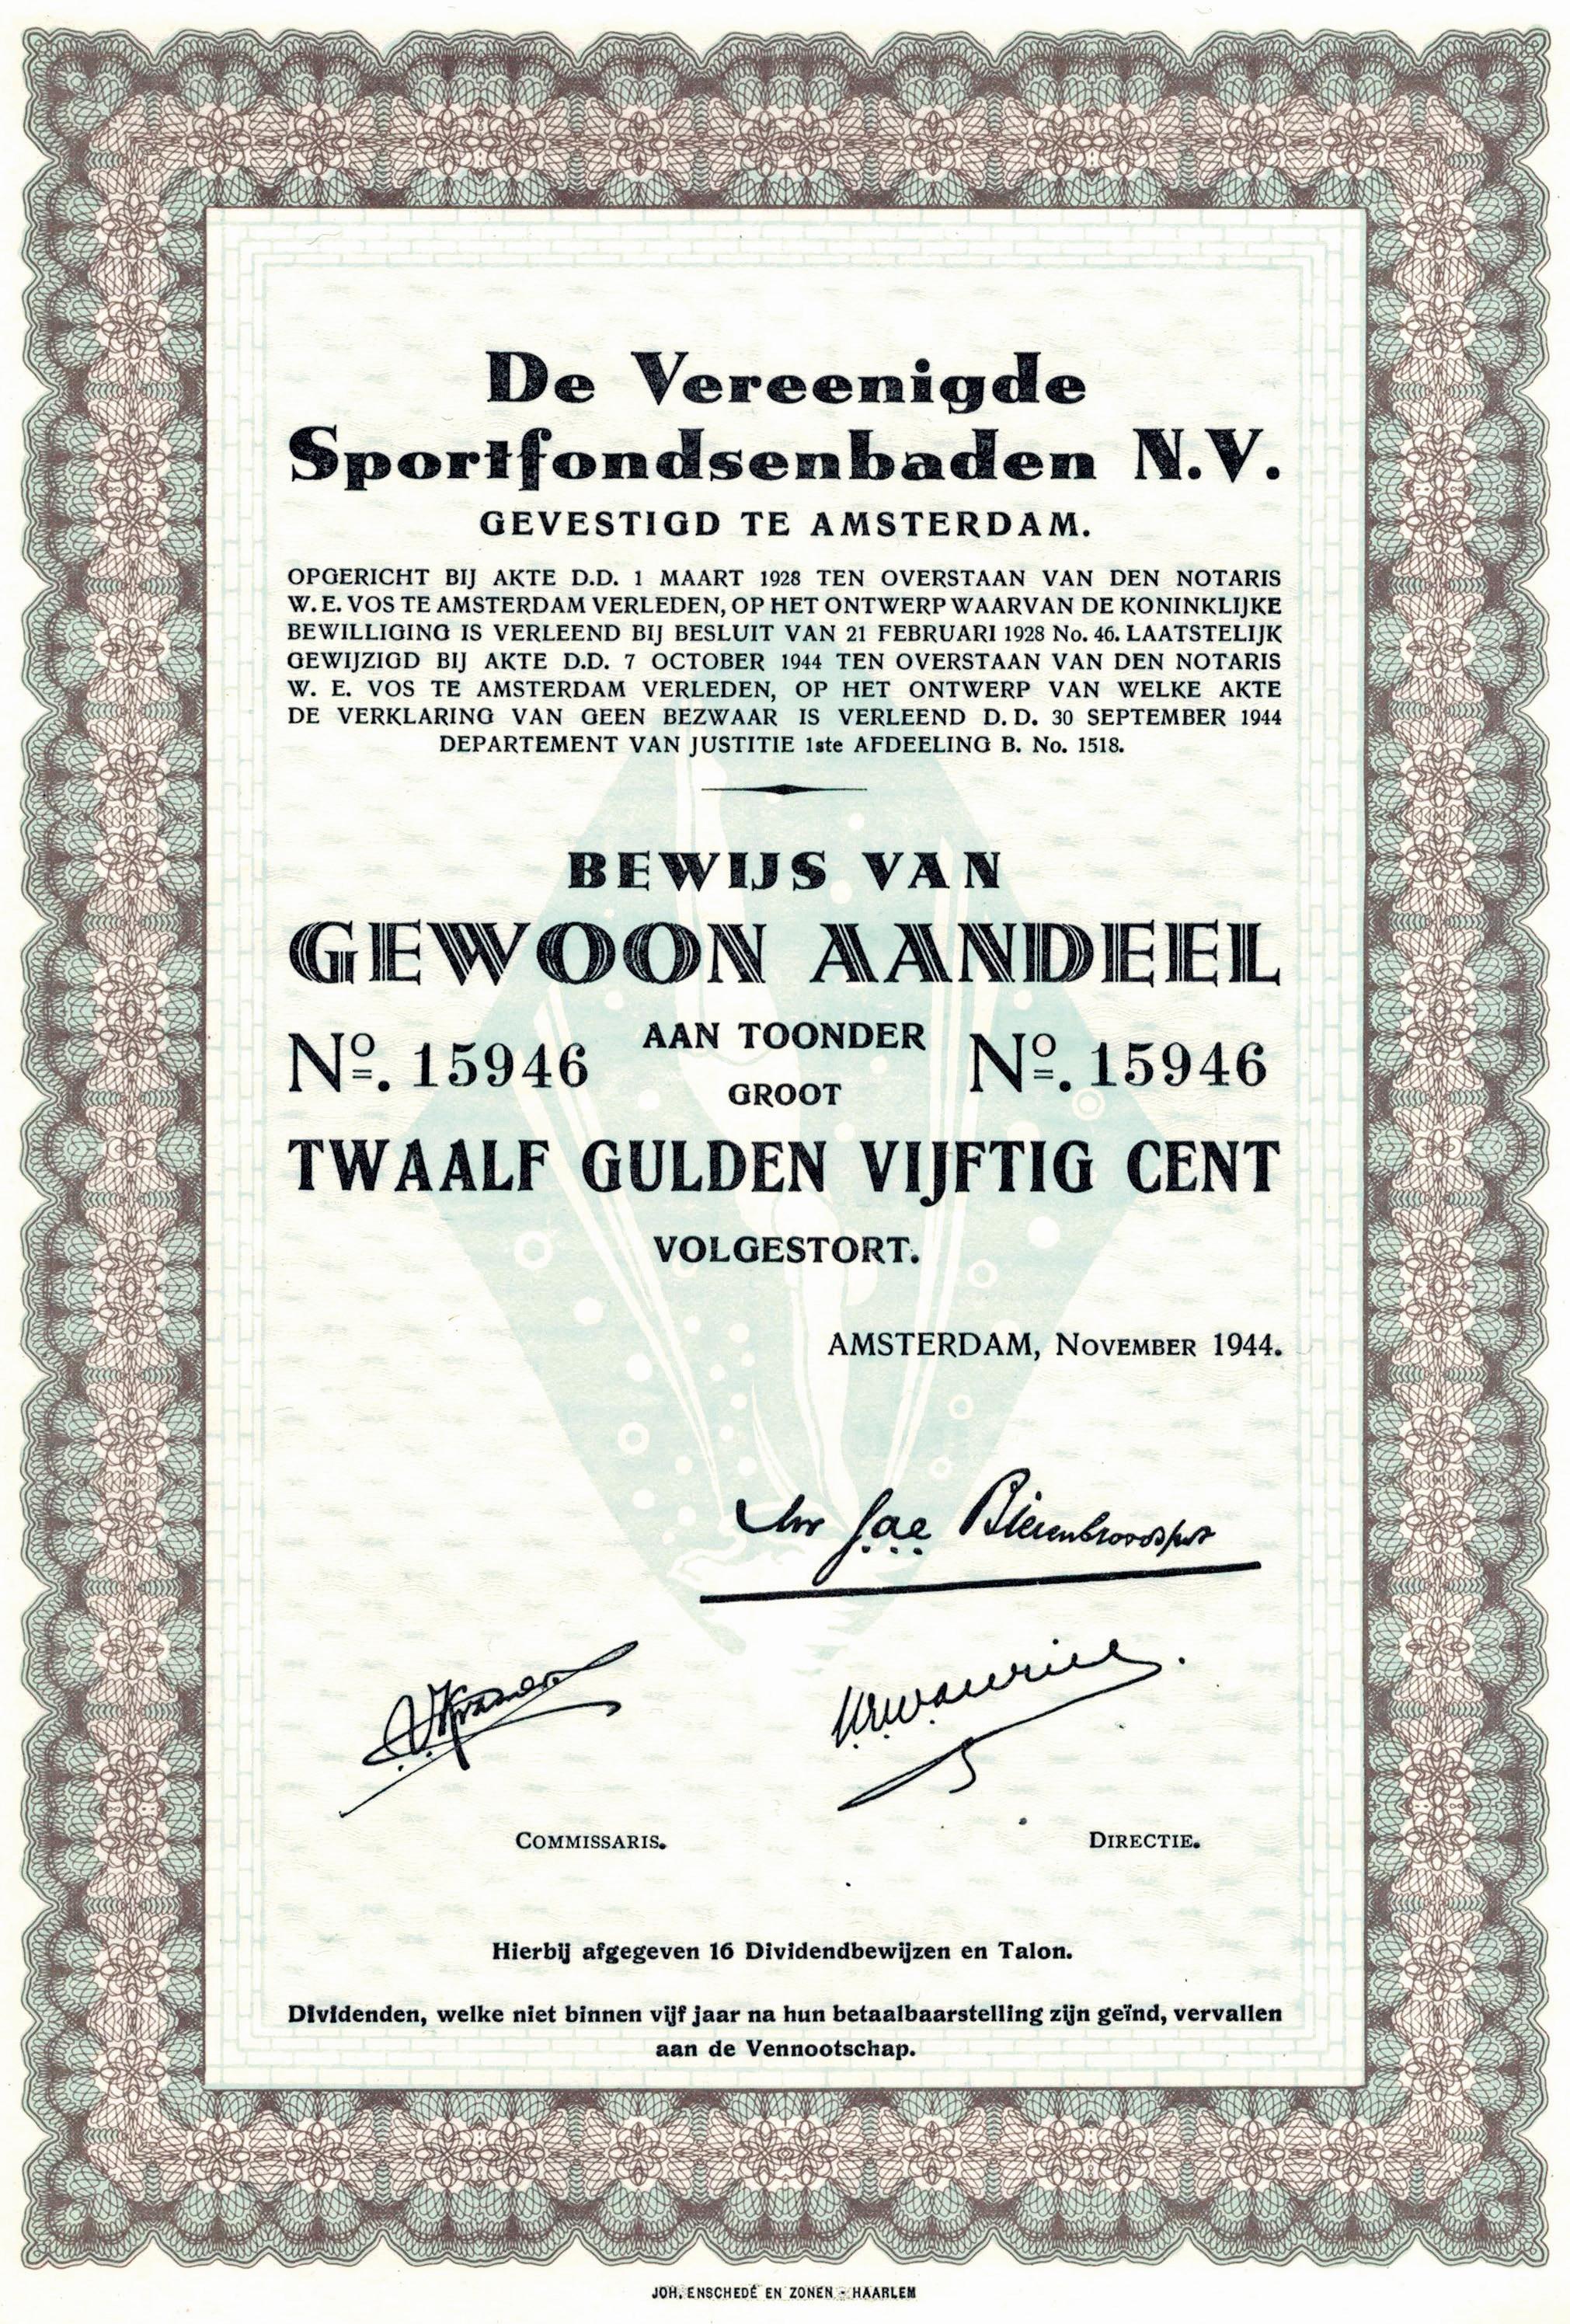 De Vereenigde
Sportfondsenbaden N.V.
GEVESTIGD TE AMSTERDAM.
OPGERICHT BIJ AKTE D.D. 1 MAART 1928 TEN OVERSTAAN VAN DEN NOTARIS
W. E. VOS TE AMSTERDAM VERLEDEN, OP HET ONTWERP WAARVAN DE KONINKLIJKE
BEWILLIGING IS VERLEEND BIJ BESLUIT VAN 21 FEBRUARI 1928 No. 46. LAATSTELIJK
GEWIJZIGD BIJ AKTE D.D. 7 OCTOBER 1944 TEN OVERSTAAN VAN DEN NOTARIS
W. E. VOS TE AMSTERDAM VERLEDEN, OP HET ONTWERP VAN WELKE AKTE
DE VERKLARING VAN GEEN BEZWAAR IS VERLEEND D.D. 30 SEPTEMBER 1944
DEPARTEMENT VAN JUSTITIE 1ste AFDEELING B. No. 1518.
BEWIJS VAN
GEWOON AANDEEL
No. 15946 AAN TOONDER No. 15946
GROOT
TWAALF GULDEN VIJFTIG CENT
VOLGESTORT.
AMSTERDAM, NOVEMBER 1944.
COMMISSARIS. DIRECTIE.
Hierbij afgegeven 16 Dividendbewijzen en Talon.
Dividenden, welke niet binnen vijf jaar na hun betaalbaarstelling zijn geïnd, vervallen
aan de Vennootschap.
JOH. ENSCHEDÉ EN ZONEN - HAARLEM